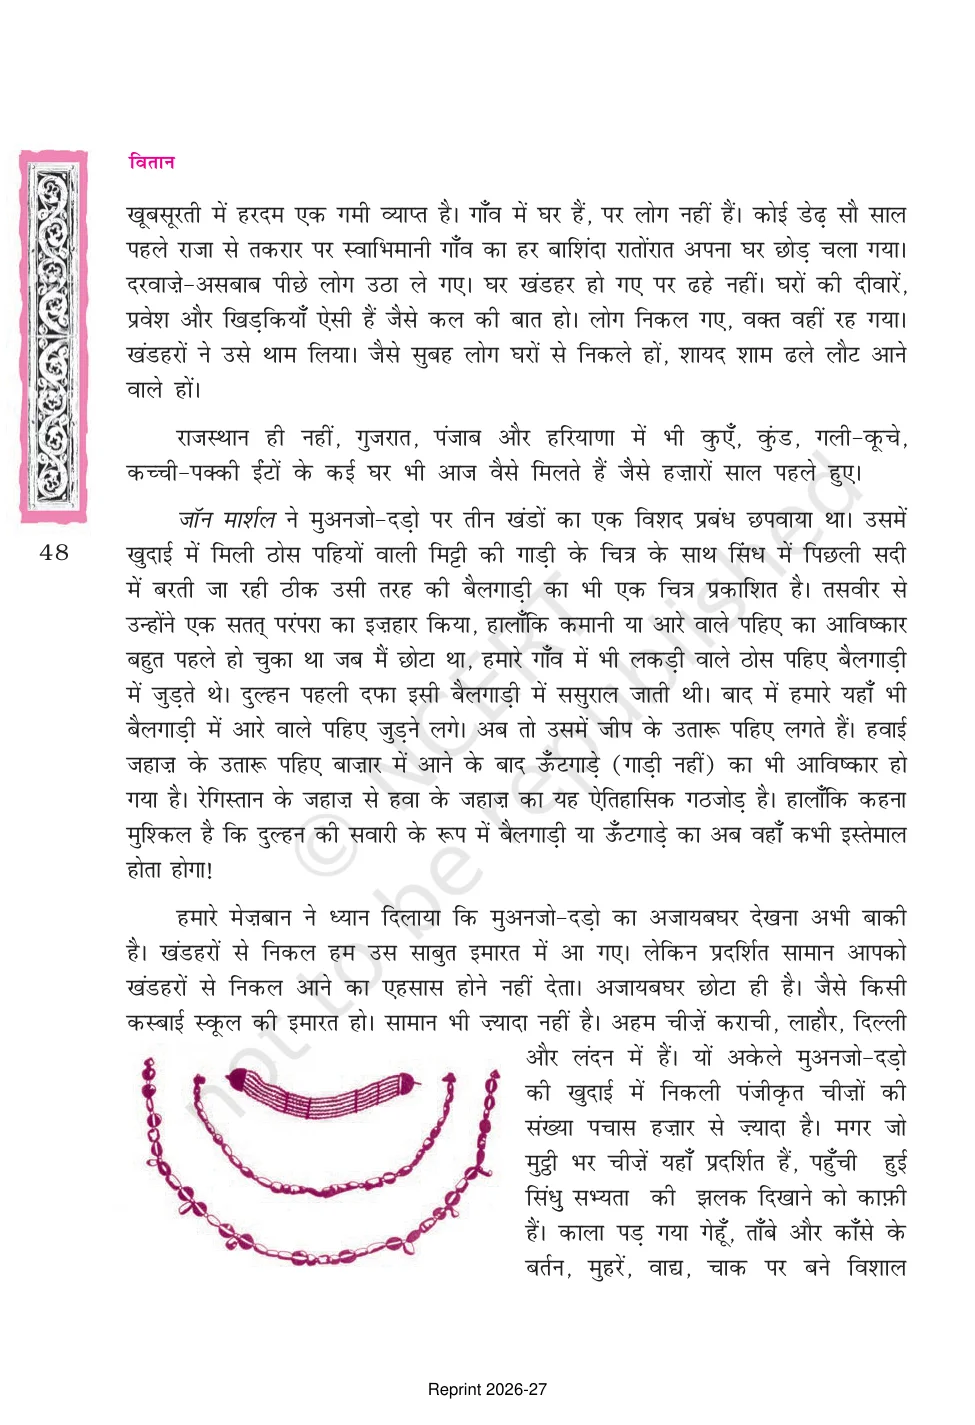 वितान
खूबसूरती में हरदम एक गमी व्याप्त है। गाँव में घर हैं, पर लोग नहीं हैं। कोई डेढ़ सौ साल
पहले राजा से तकरार पर स्वाभिमानी गाँव का हर बाशिंदा रातोंरात अपना घर छोड़ चला गया।
दरवाज़े-असबाब पीछे लोग उठा ले गए। घर खंडहर हो गए पर ढहे नहीं। घरों की दीवारें,
प्रवेश और खिड़कियाँ ऐसी हैं जैसे कल की बात हो। लोग निकल गए, वक्त वहीं रह गया।
खंडहरों ने उसे थाम लिया। जैसे सुबह लोग घरों से निकले हों, शायद शाम ढले लौट आने
वाले हों।
राजस्थान ही नहीं, गुजरात, पंजाब और हरियाणा में भी कुएँ, कुंड, गली-कूचे,
कच्ची-पक्की ईंटों के कई घर भी आज वैसे मिलते हैं जैसे हज़ारों साल पहले हुए।
जॉन मार्शल ने मुअनजो-दड़ो पर तीन खंडों का एक विशद प्रबंध छपवाया था। उसमें
48
खुदाई में मिली ठोस पहियों वाली मिट्टी की गाड़ी के चित्र के साथ सिंध में पिछली सदी
में बरती जा रही ठीक उसी तरह की बैलगाड़ी का भी एक चित्र प्रकाशित है। तसवीर से
उन्होंने एक सतत् परंपरा का इज़हार किया, हालाँकि कमानी या आरे वाले पहिए का आविष्कार
बहुत पहले हो चुका था जब मैं छोटा था, हमारे गाँव में भी लकड़ी वाले ठोस पहिए बैलगाड़ी
में जुड़ते थे। दुल्हन पहली दफा इसी बैलगाड़ी में ससुराल जाती थी। बाद में हमारे यहाँ भी
बैलगाड़ी में आरे वाले पहिए जुड़ने लगे। अब तो उसमें जीप के उतारू पहिए लगते हैं। हवाई
जहाज़ के उतारू पहिए बाज़ार में आने के बाद ऊँटगाड़े (गाड़ी नहीं) का भी आविष्कार हो
गया है। रेगिस्तान के जहाज़ से हवा के जहाज़ का यह ऐतिहासिक गठजोड़ है। हालाँकि कहना
मुश्किल है कि दुल्हन की सवारी के रूप में बैलगाड़ी या ऊँटगाड़े का अब वहाँ कभी इस्तेमाल
होता होगा!
हमारे मेज़बान ने ध्यान दिलाया कि मुअनजो-दड़ो का अजायबघर देखना अभी बाकी
है। खंडहरों से निकल हम उस साबुत इमारत में आ गए। लेकिन प्रदर्शित सामान आपको
खंडहरों से निकल आने का एहसास होने नहीं देता। अजायबघर छोटा ही है। जैसे किसी
कस्बाई स्कूल की इमारत हो। सामान भी ज़्यादा नहीं है। अहम चीज़ें कराची, लाहौर, दिल्ली
और लंदन में हैं। यों अकेले मुअनजो-दड़ो
की खुदाई में निकली पंजीकृत चीज़ों की
संख्या पचास हज़ार से ज़्यादा है। मगर जो
मुट्ठी भर चीज़ें यहाँ प्रदर्शित हैं, पहुँची हुई
सिंधु सभ्यता की झलक दिखाने को काफ़ी
हैं। काला पड़ गया गेहूँ, ताँबे और काँसे के
बर्तन, मुहरें, वाद्य, चाक पर बने विशाल
© NCERT
not to be republished
Reprint 2026-27